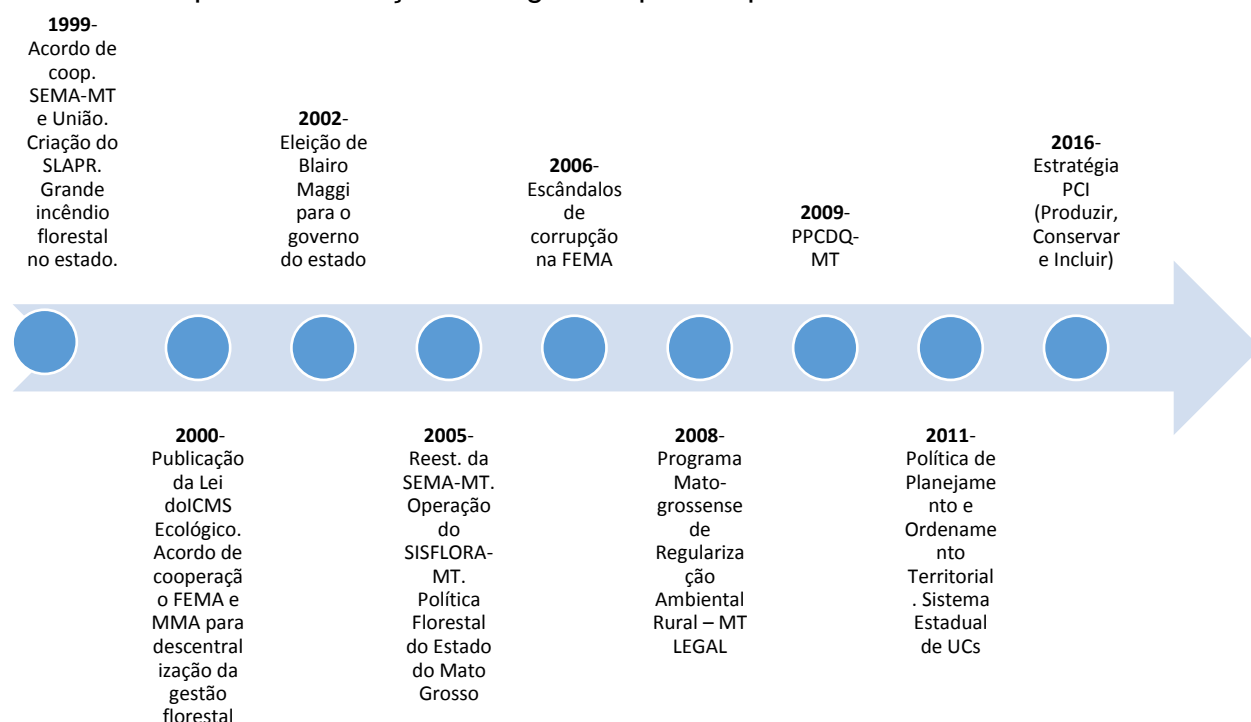 1999-
Acordo de
coop.
SEMA-MT
e União.
Criação do
SLAPR.
Grande
incêndio
florestal
no estado.
2000-
Publicação
da Lei
doICMS
Ecológico.
Acordo de
cooperaçã
o FEMA e
MMA para
descentral
ização da
gestão
florestal
2002-
Eleição de
Blairo
Maggi
para o
governo
do estado
2005-
Reest. da
SEMA-MT.
Operação
do
SISFLORA-
MT.
Política
Florestal
do Estado
do Mato
Grosso
2006-
Escândalos
de
corrupção
na FEMA
2008-
Programa
Mato-
grossense
de
Regulariza
ção
Ambiental
Rural – MT
LEGAL
2009-
PPCDQ-
MT
2011-
Política de
Planejame
nto e
Ordename
nto
Territorial
. Sistema
Estadual
de UCs
2016-
Estratégia
PCI
(Produzir,
Conservar
e Incluir)